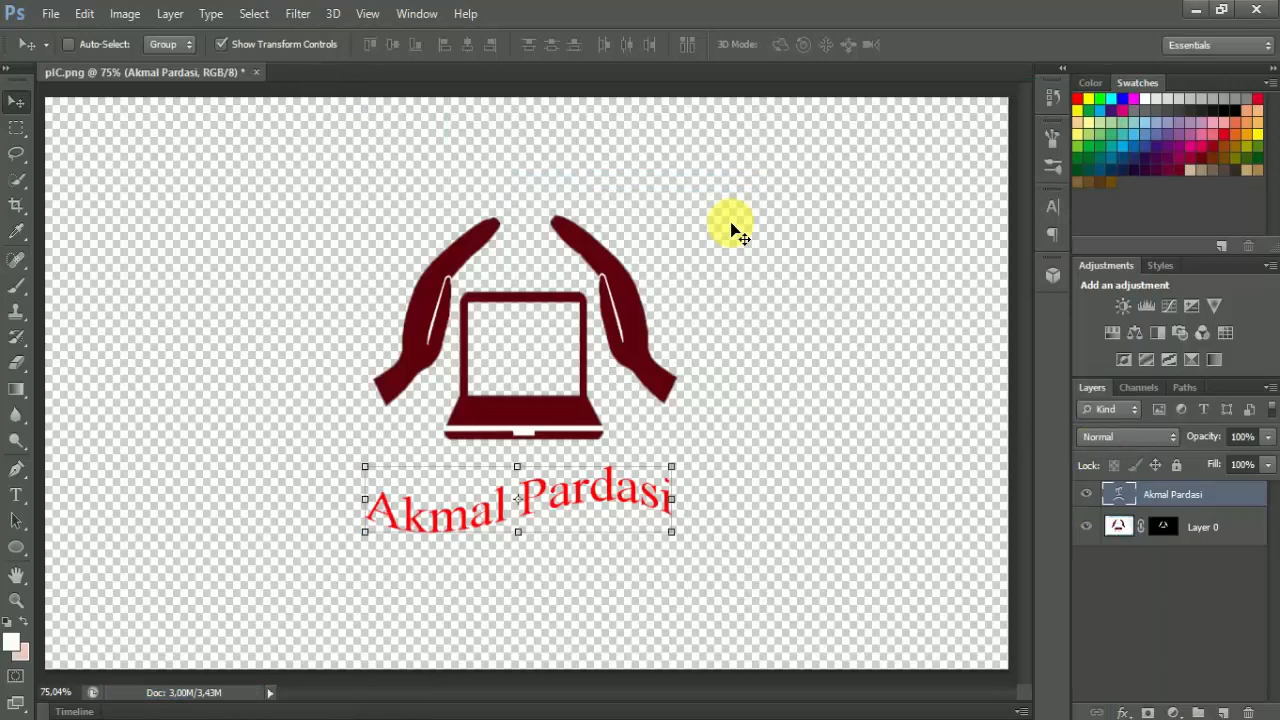 Ps File Edit Image Layer Type Select Filter 3D View Window Help
Auto-Select: Group Show Transform Controls 3D Mode: Essentials
pIC.png @ 75% (Akmal Pardasi, RGB/8) *
Color Swatches
Adjustments Styles
Add an adjustment
Layers Channels Paths
Kind
Normal Opacity: 100%
Lock: Fill: 100%
Akmal Pardasi
Layer 0
Akmal Pardasi
75,04% Doc: 3,00M/3,43M
Timeline